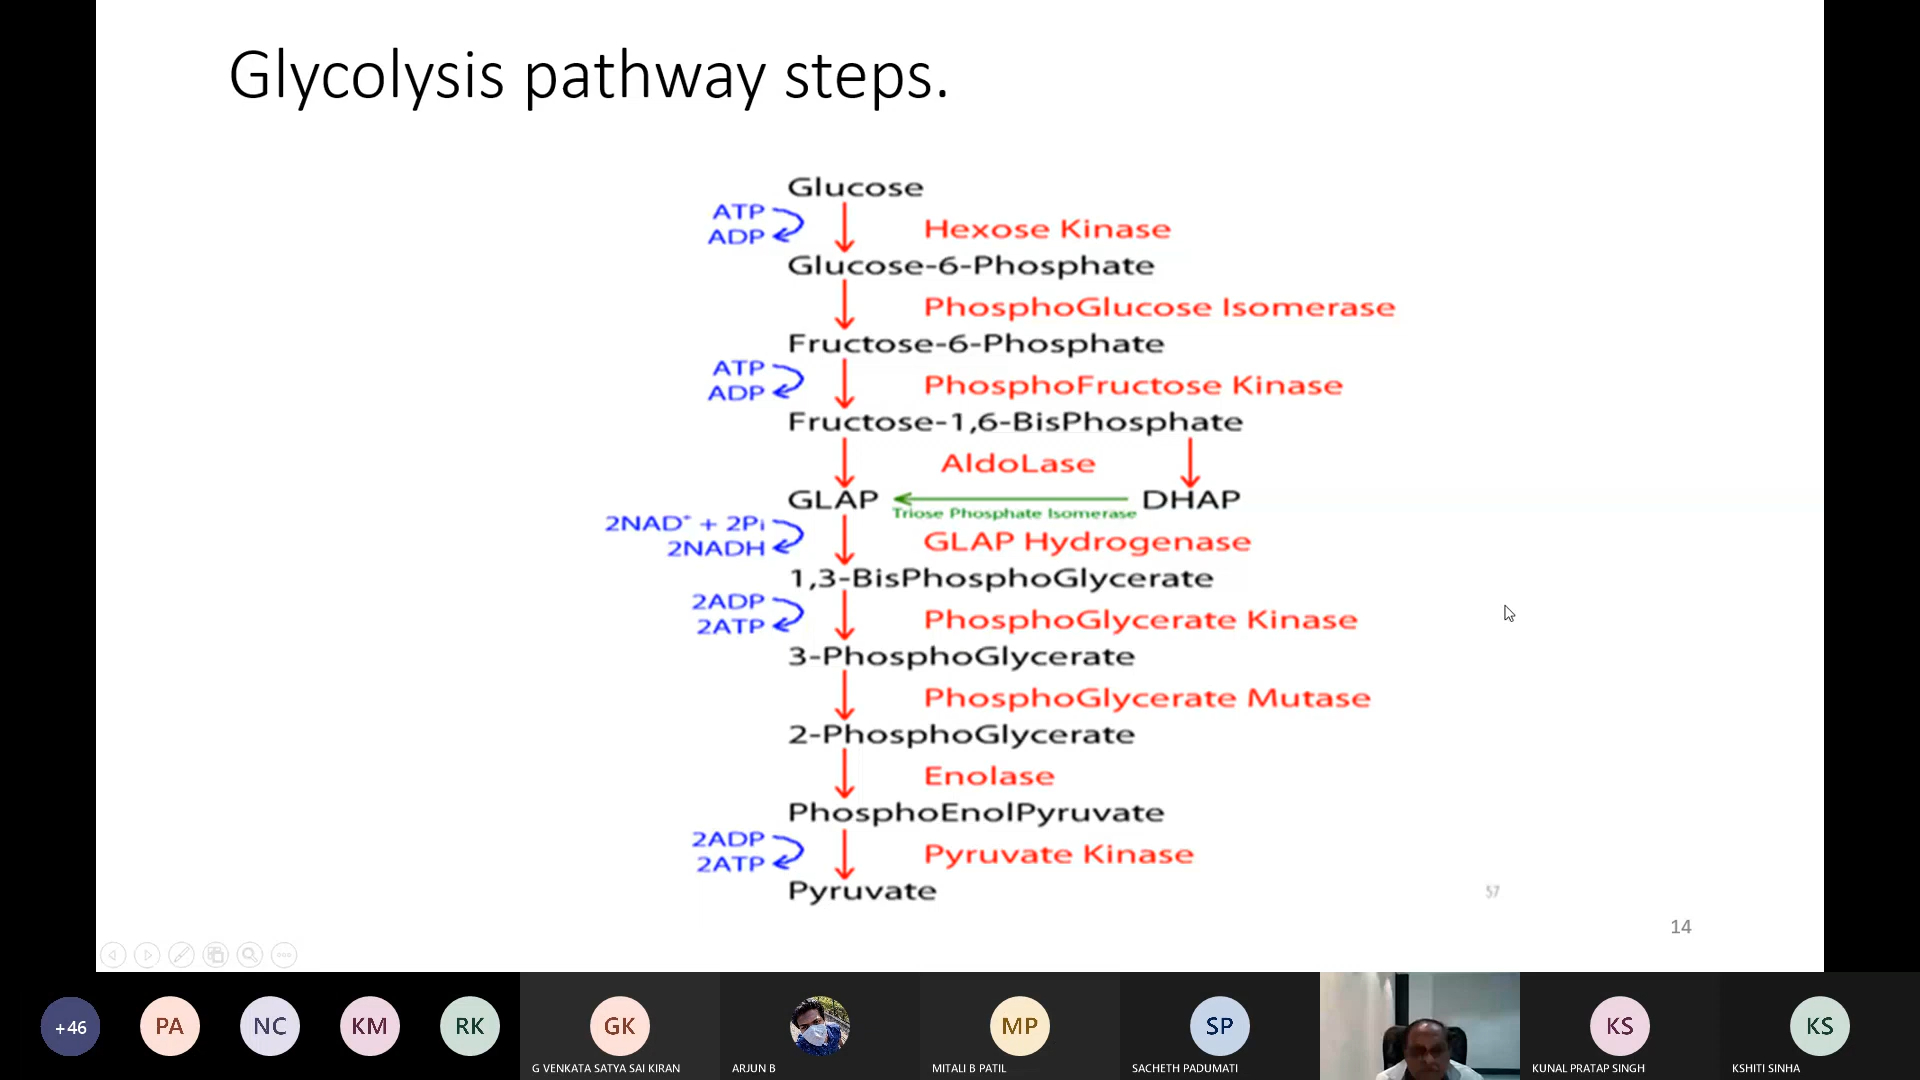 Glycolysis pathway steps.
Glucose
ATP
ADP
Hexose Kinase
Glucose-6-Phosphate
PhosphoGlucose Isomerase
Fructose-6-Phosphate
ATP
ADP
PhosphoFructose Kinase
Fructose-1,6-BisPhosphate
AldoLase
GLAP
DHAP
Triose Phosphate Isomerase
2NAD⁺ + 2Pi
2NADH
GLAP Hydrogenase
1,3-BisPhosphoGlycerate
2ADP
2ATP
PhosphoGlycerate Kinase
3-PhosphoGlycerate
PhosphoGlycerate Mutase
2-PhosphoGlycerate
Enolase
PhosphoEnolPyruvate
2ADP
2ATP
Pyruvate Kinase
Pyruvate
57
14
+46
PA
NC
KM
RK
GK
MP
SP
KS
KS
G VENKATA SATYA SAI KIRAN
ARJUN B
MITALI B PATIL
SACHETH PADUMATI
KUNAL PRATAP SINGH
KSHITI SINHA